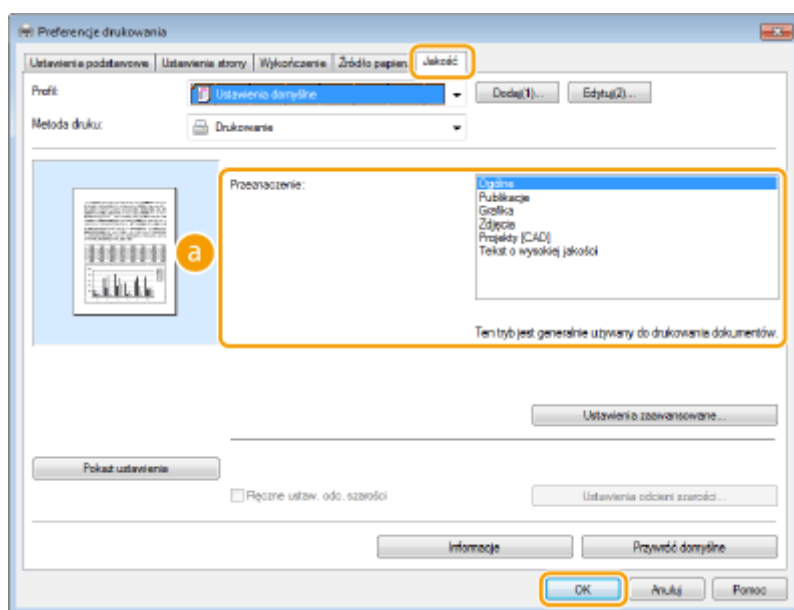 Preferencje drukowania
Ustawienia podstawowe Ustawienia strony Wykończenie Źródło papieru Jakość
Profil: Ustawienia domyślne Dodaj(1)... Edytuj(2)...
Metoda druku: Drukowanie
Przeznaczenie:
Ogólne
Publikacje
Grafika
Zdjęcia
Projekty [CAD]
Tekst o wysokiej jakości
a
Ten tryb jest generalnie używany do drukowania dokumentów.
Ustawienia zaawansowane...
Pokaż ustawienia
Ręczne ustaw. odc. szarości Ustawienia odcieni szarości...
Informacje Przywróć domyślne
OK Anuluj Pomoc